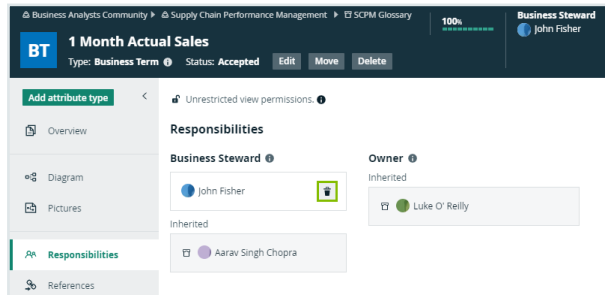 Business Analysts Community Supply Chain Performance Management SCPM Glossary
100%
Business Steward
John Fisher
BT
1 Month Actual Sales
Type: Business Term Status: Accepted Edit Move Delete
Add attribute type
Unrestricted view permissions.
Overview
Responsibilities
Business Steward
Owner
Diagram
John Fisher
Inherited
Pictures
Luke O' Reilly
Inherited
Responsibilities
Aarav Singh Chopra
References